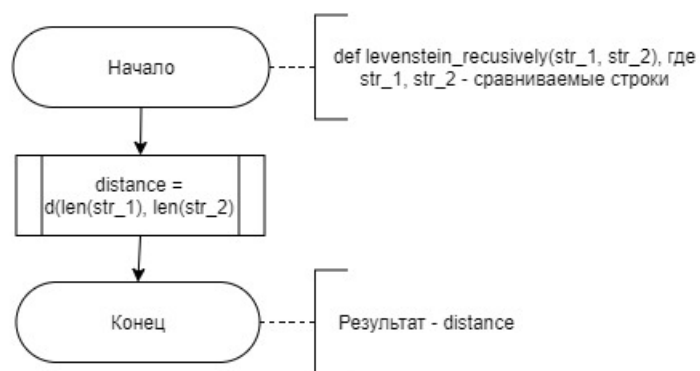 Начало
def levenstein_recusively(str_1, str_2), где
str_1, str_2 - сравниваемые строки
distance =
d(len(str_1), len(str_2)
Конец
Результат - distance